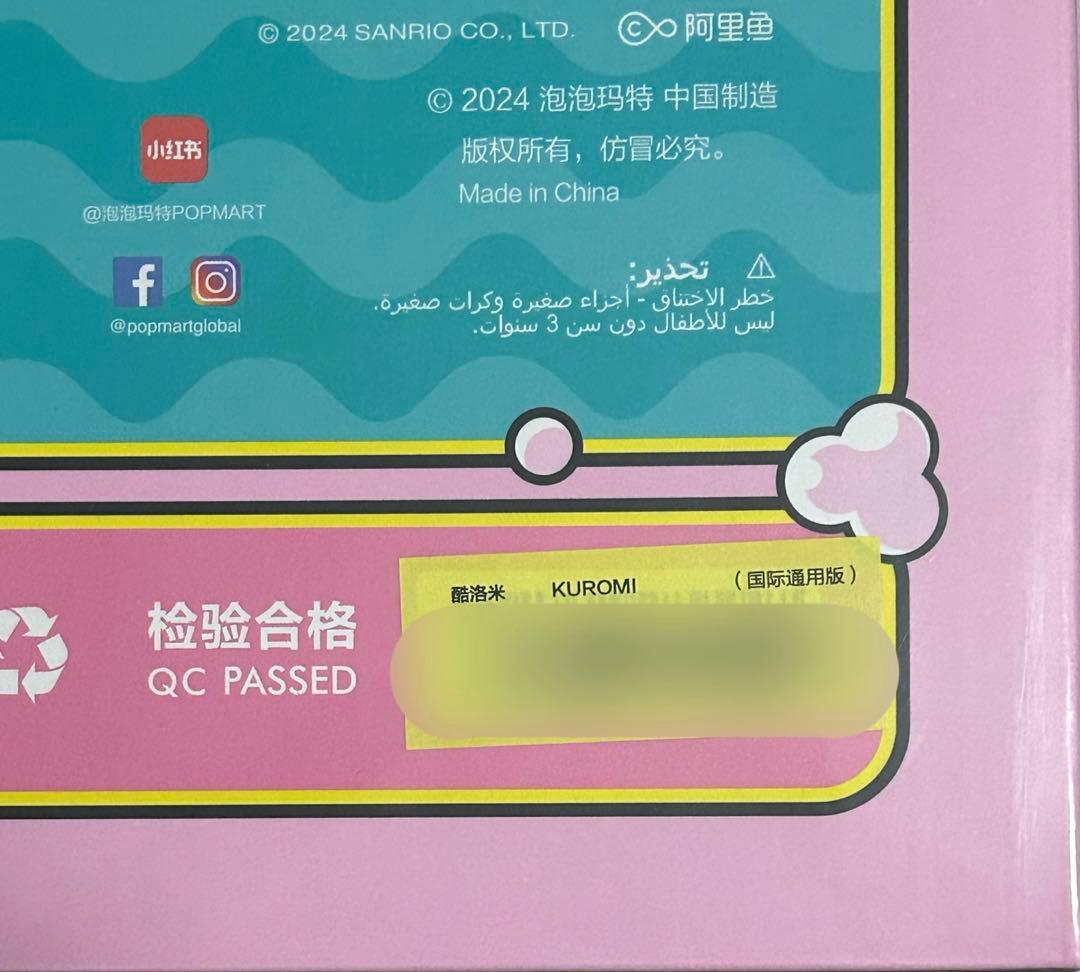 © 2024 SANRIO CO., LTD. 阿里鱼
© 2024 泡泡玛特 中国制造
版权所有，仿冒必究。
Made in China
小红书
@泡泡玛特POPMART
@popmartglobal
تحذير:
خطر الاختناق - أجزاء صغيرة وكرات صغيرة.
ليس للأطفال دون سن 3 سنوات.
检验合格
QC PASSED
酷洛米 KUROMI （国际通用版）